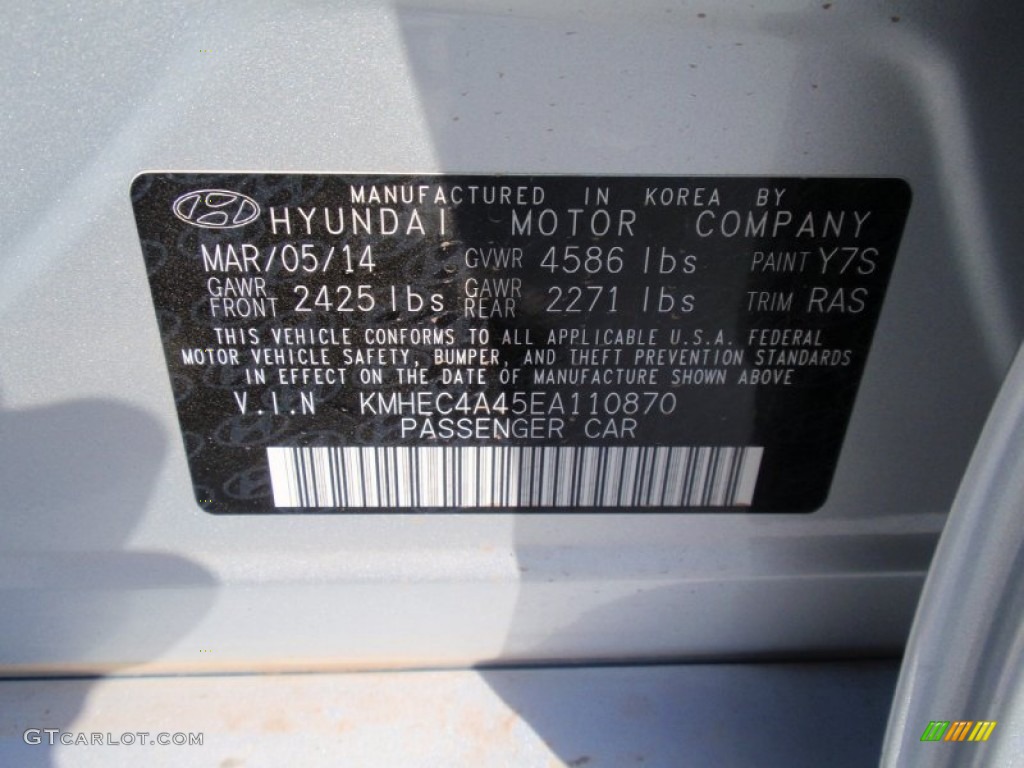 MANUFACTURED IN KOREA BY
HYUNDAI MOTOR COMPANY
MAR/05/14 GVWR 4586 lbs PAINT Y7S
GAWR FRONT 2425 lbs GAWR REAR 2271 lbs TRIM RAS
THIS VEHICLE CONFORMS TO ALL APPLICABLE U.S.A. FEDERAL
MOTOR VEHICLE SAFETY, BUMPER, AND THEFT PREVENTION STANDARDS
IN EFFECT ON THE DATE OF MANUFACTURE SHOWN ABOVE
V.I.N KMHEC4A45EA110870
PASSENGER CAR
GTCARLOT.COM